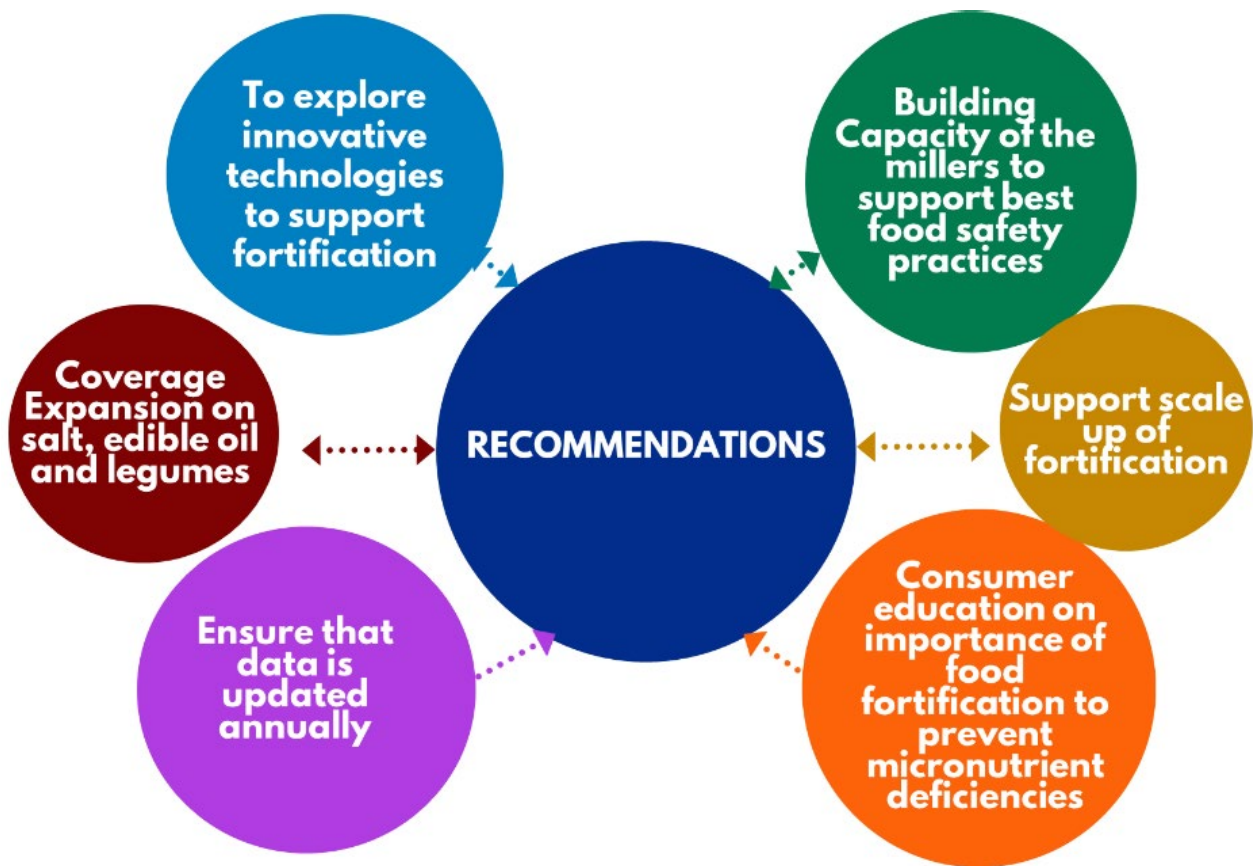 To explore
innovative
technologies
to support
fortification
Building
Capacity of the
millers to
support best
food safety
practices
Coverage
Expansion on
salt, edible oil
and legumes
RECOMMENDATIONS
Support scale
up of
fortification
Ensure that
data is
updated
annually
Consumer
education on
importance of
food
fortification to
prevent
micronutrient
deficiencies